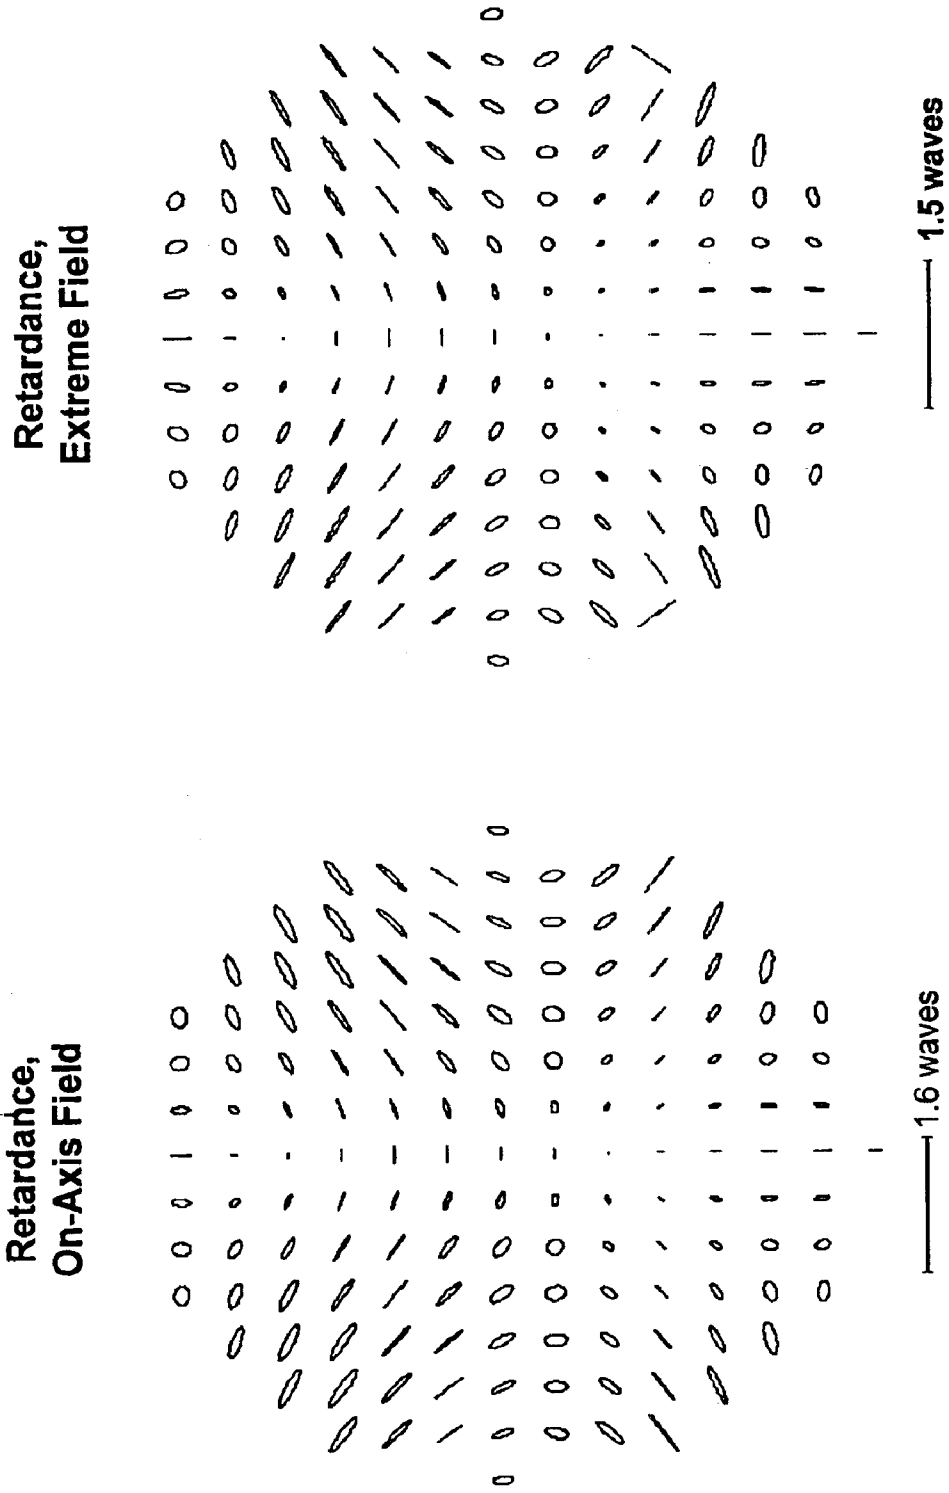 Retardance,
On-Axis Field
1.6 waves
Retardance,
Extreme Field
1.5 waves